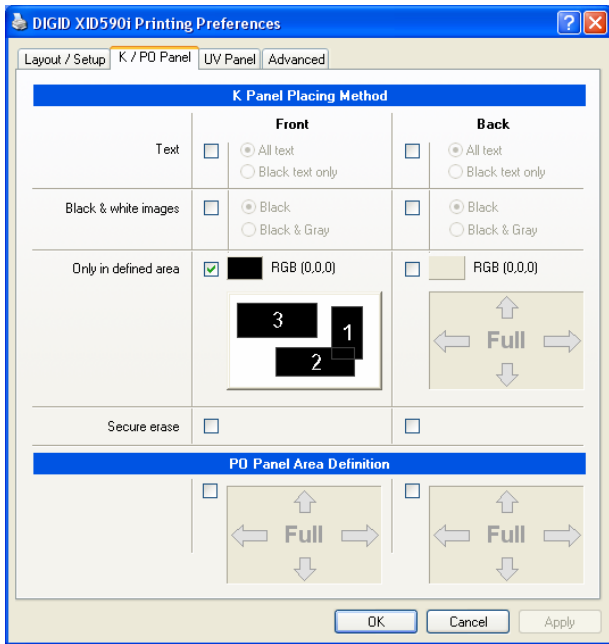 DIGID XID590i Printing Preferences
Layout / Setup K / PO Panel UV Panel Advanced
K Panel Placing Method
Front Back
Text All text All text
Black text only Black text only
Black & white images Black Black
Black & Gray Black & Gray
Only in defined area RGB (0,0,0) RGB (0,0,0)
3 1 2 Full
Secure erase
PO Panel Area Definition
Full Full
OK Cancel Apply